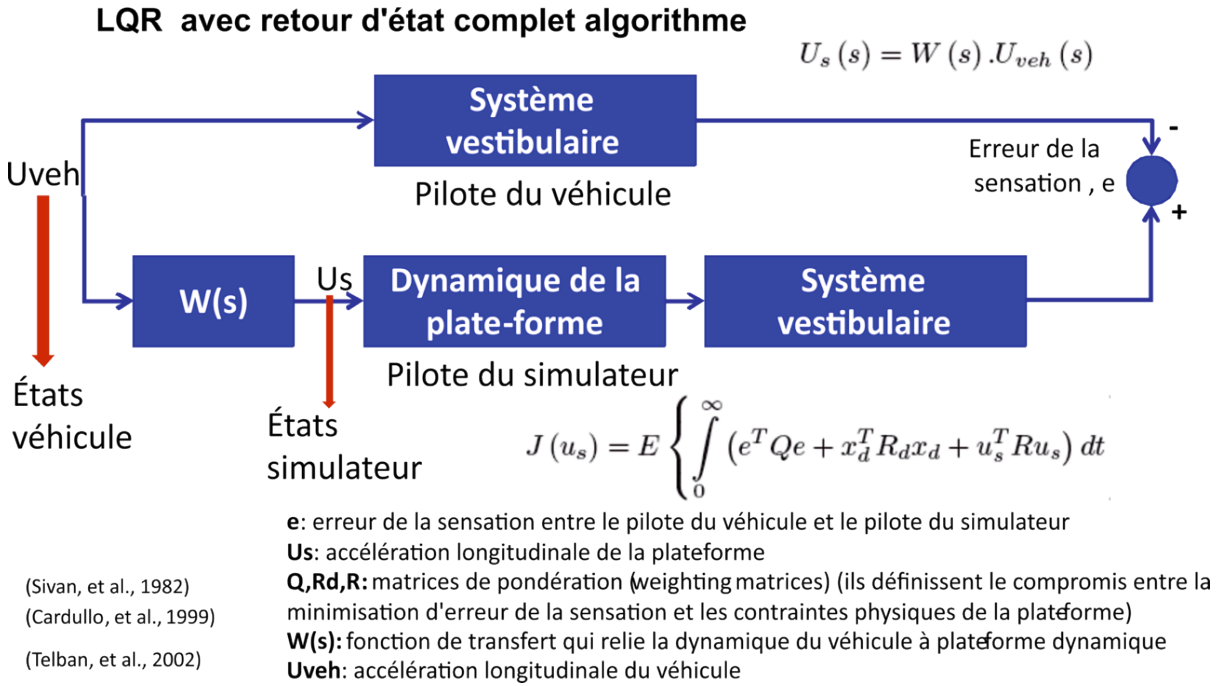 LQR avec retour d'état complet algorithme
U_s (s) = W (s) .U_{veh} (s)
Système
vestibulaire
-
Erreur de la
sensation , e
Uveh
Pilote du véhicule
+
Us
W(s)
Dynamique de la
plate-forme
Système
vestibulaire
Pilote du simulateur
États
véhicule
États
simulateur
J (u_s) = E { ∫_0^∞ (e^T Qe + x_d^T R_d x_d + u_s^T Ru_s) dt
e: erreur de la sensation entre le pilote du véhicule et le pilote du simulateur
Us: accélération longitudinale de la plateforme
(Sivan, et al., 1982)
Q,Rd,R: matrices de pondération (weighting matrices) (ils définissent le compromis entre la
(Cardullo, et al., 1999)
minimisation d'erreur de la sensation et les contraintes physiques de la plateforme)
W(s): fonction de transfert qui relie la dynamique du véhicule à plateforme dynamique
(Telban, et al., 2002)
Uveh: accélération longitudinale du véhicule